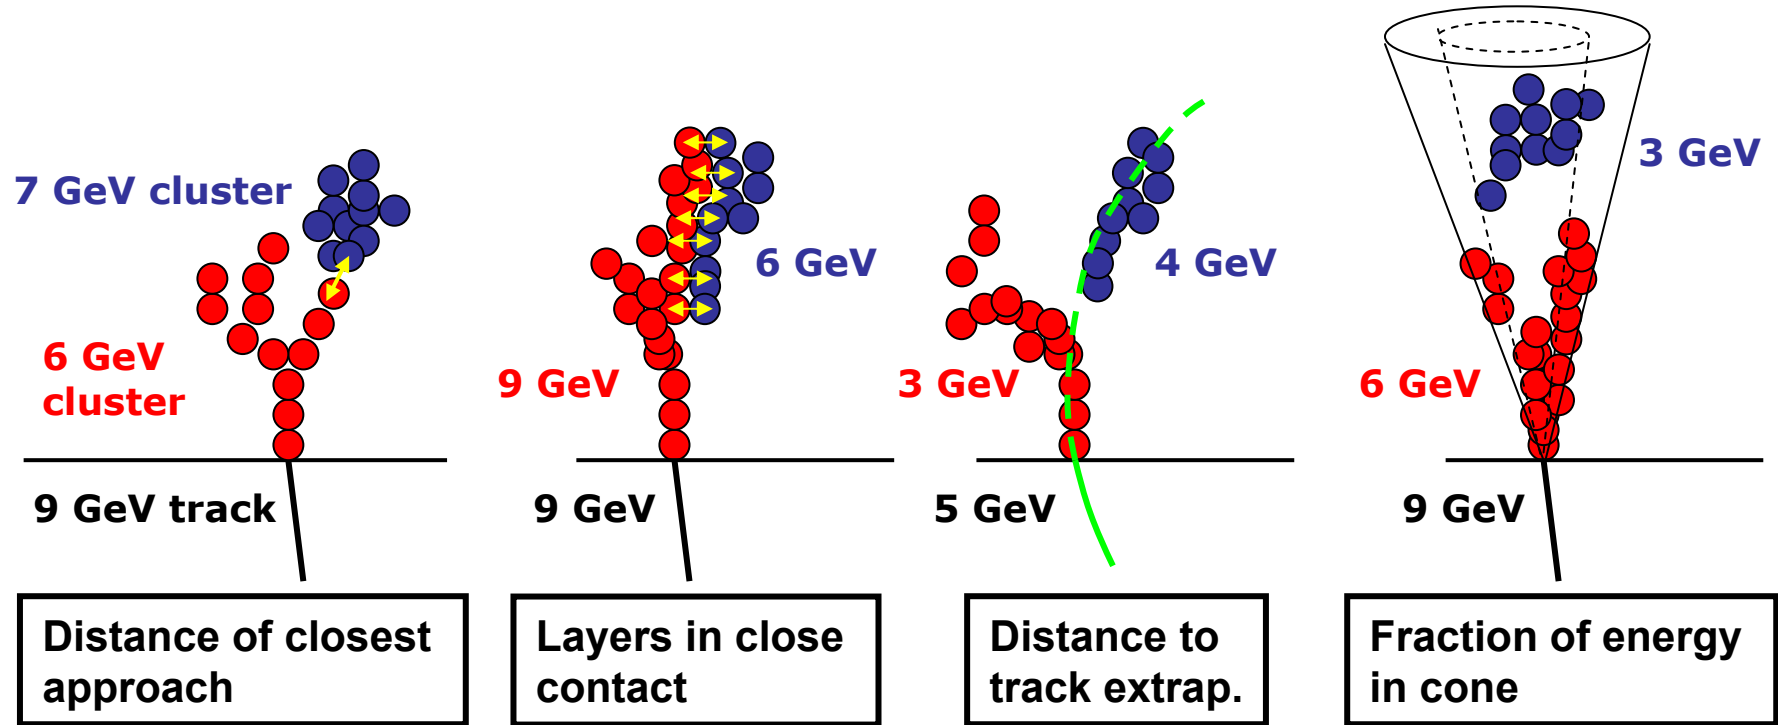 7 GeV cluster
6 GeV
cluster
9 GeV track
Distance of closest
approach
6 GeV
9 GeV
9 GeV
Layers in close
contact
4 GeV
3 GeV
5 GeV
Distance to
track extrap.
3 GeV
6 GeV
9 GeV
Fraction of energy
in cone